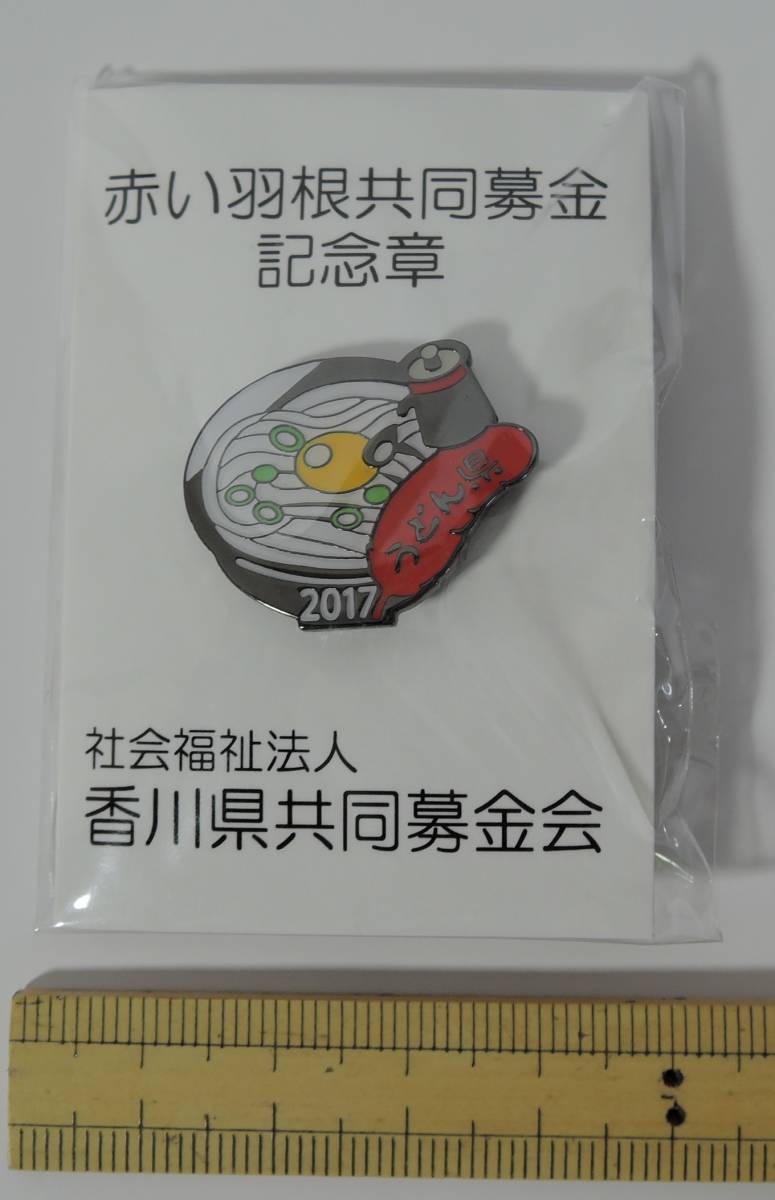 赤い羽根共同募金
記念章
うどん県
2017
社会福祉法人
香川県共同募金会